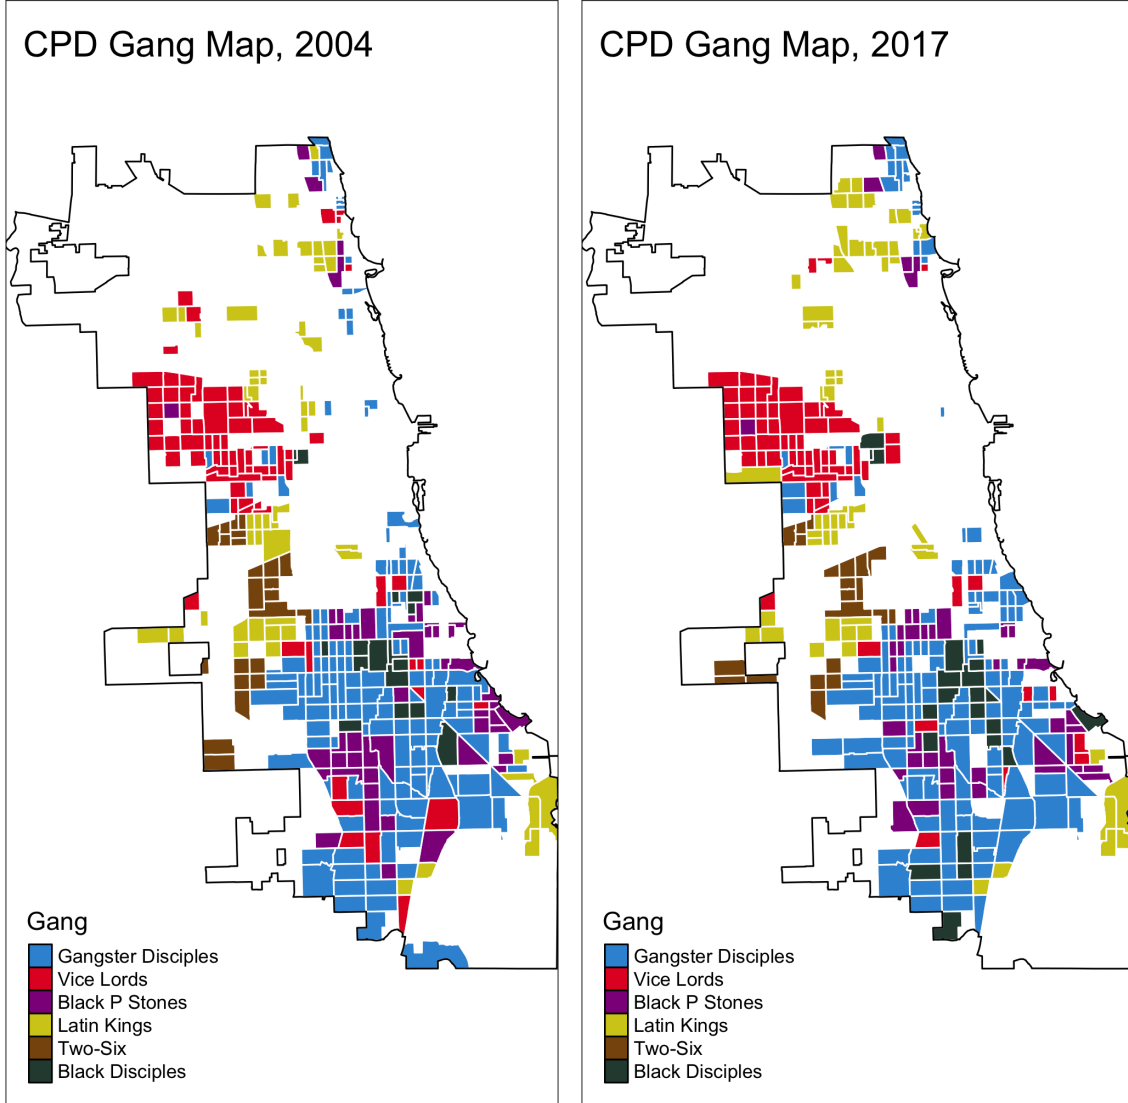 CPD Gang Map, 2004
Gang
Gangster Disciples
Vice Lords
Black P Stones
Latin Kings
Two-Six
Black Disciples
CPD Gang Map, 2017
Gang
Gangster Disciples
Vice Lords
Black P Stones
Latin Kings
Two-Six
Black Disciples